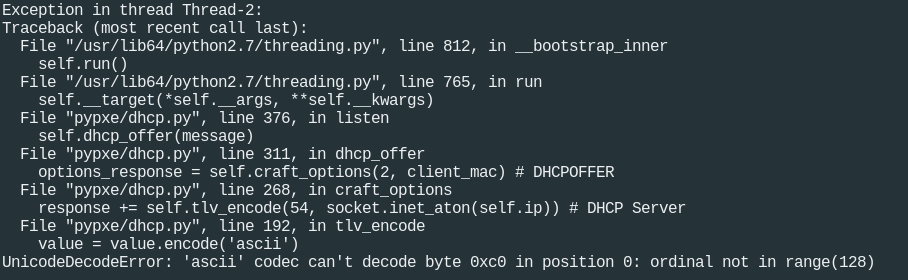 Exception in thread Thread-2:
Traceback (most recent call last):
  File "/usr/lib64/python2.7/threading.py", line 812, in __bootstrap_inner
    self.run()
  File "/usr/lib64/python2.7/threading.py", line 765, in run
    self.__target(*self.__args, **self.__kwargs)
  File "pypxe/dhcp.py", line 376, in listen
    self.dhcp_offer(message)
  File "pypxe/dhcp.py", line 311, in dhcp_offer
    options_response = self.craft_options(2, client_mac) # DHCPOFFER
  File "pypxe/dhcp.py", line 268, in craft_options
    response += self.tlv_encode(54, socket.inet_aton(self.ip)) # DHCP Server
  File "pypxe/dhcp.py", line 192, in tlv_encode
    value = value.encode('ascii')
UnicodeDecodeError: 'ascii' codec can't decode byte 0xc0 in position 0: ordinal not in range(128)